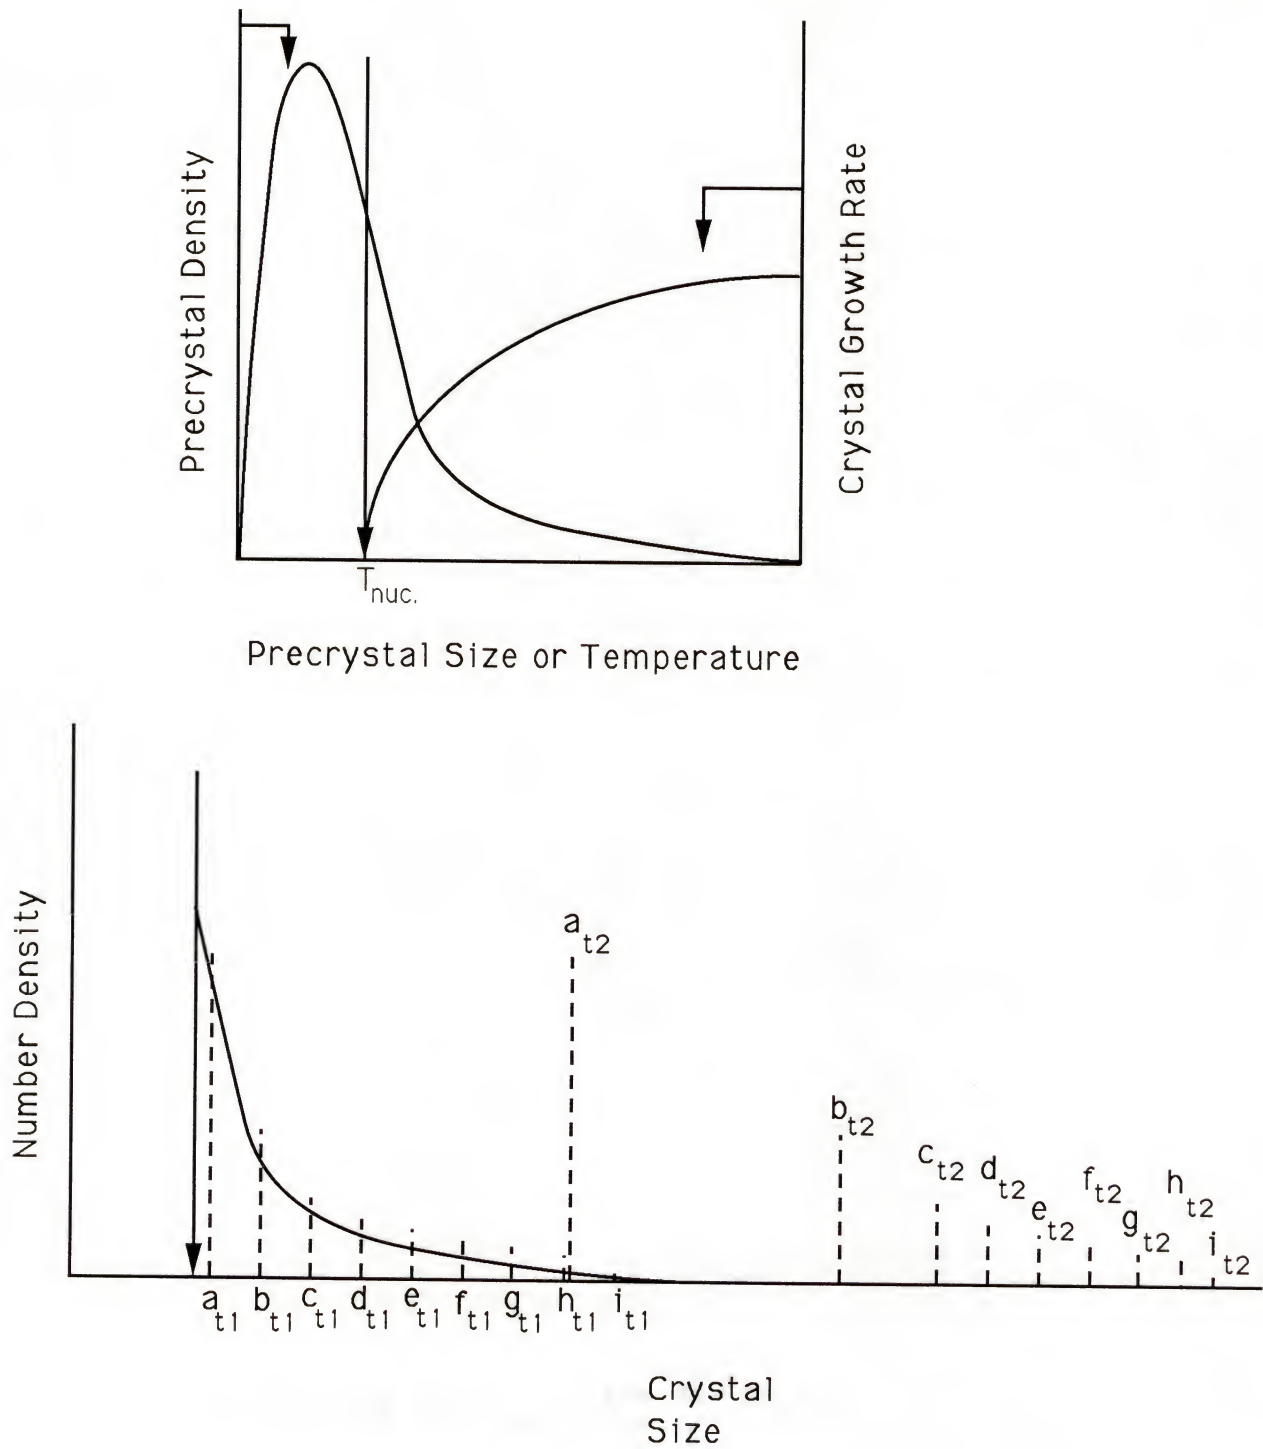 Precrystal Density
Crystal Growth Rate
Tnuc.
Precrystal Size or Temperature
Number Density
at2
bt2
ct2 dt2 et2 ft2 gt2 ht2 it2
at1 bt1 ct1 dt1 et1 ft1 gt1 ht1 it1
Crystal
Size